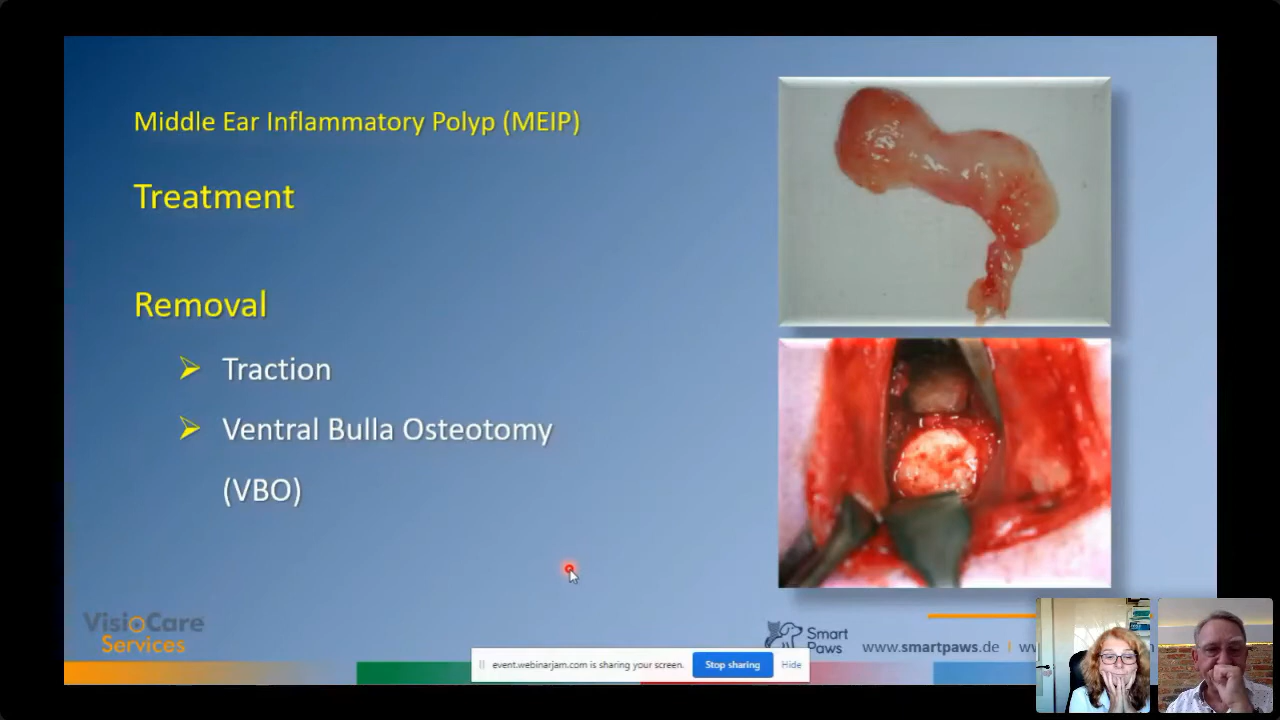 Middle Ear Inflammatory Polyp (MEIP)
Treatment
Removal
Traction
Ventral Bulla Osteotomy
(VBO)
VisioCare
Services
Smart
Paws
www.smartpaws.de
event.webinarjam.com is sharing your screen.
Stop sharing
Hide